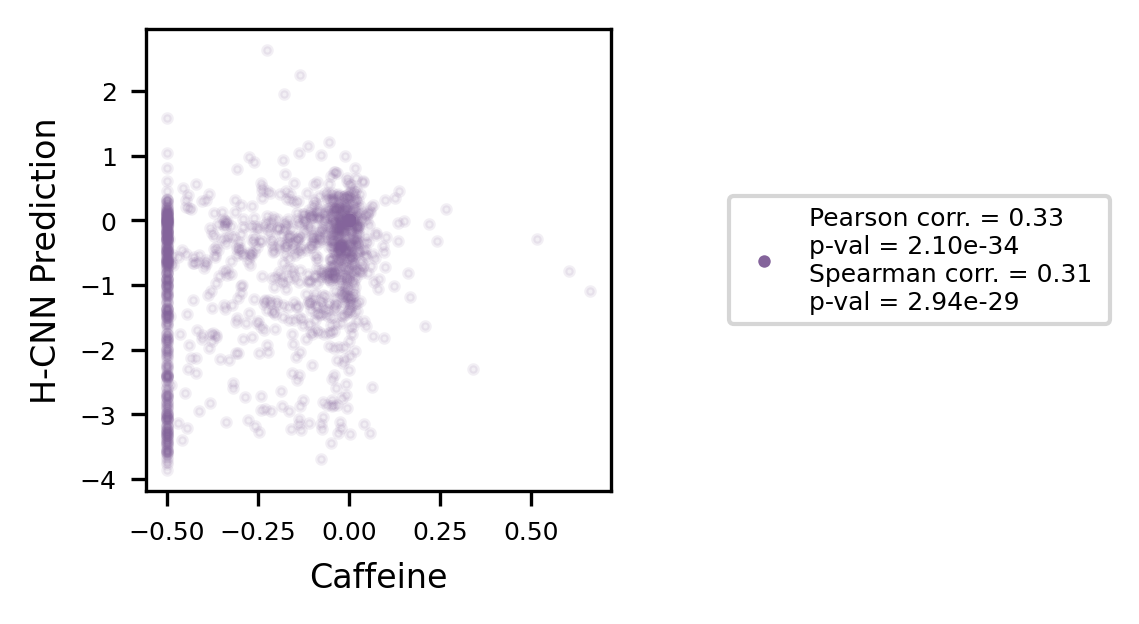 2
1
0
−1
−2
−3
−4
H-CNN Prediction
−0.50 −0.25 0.00 0.25 0.50
Caffeine
Pearson corr. = 0.33
p-val = 2.10e-34
Spearman corr. = 0.31
p-val = 2.94e-29